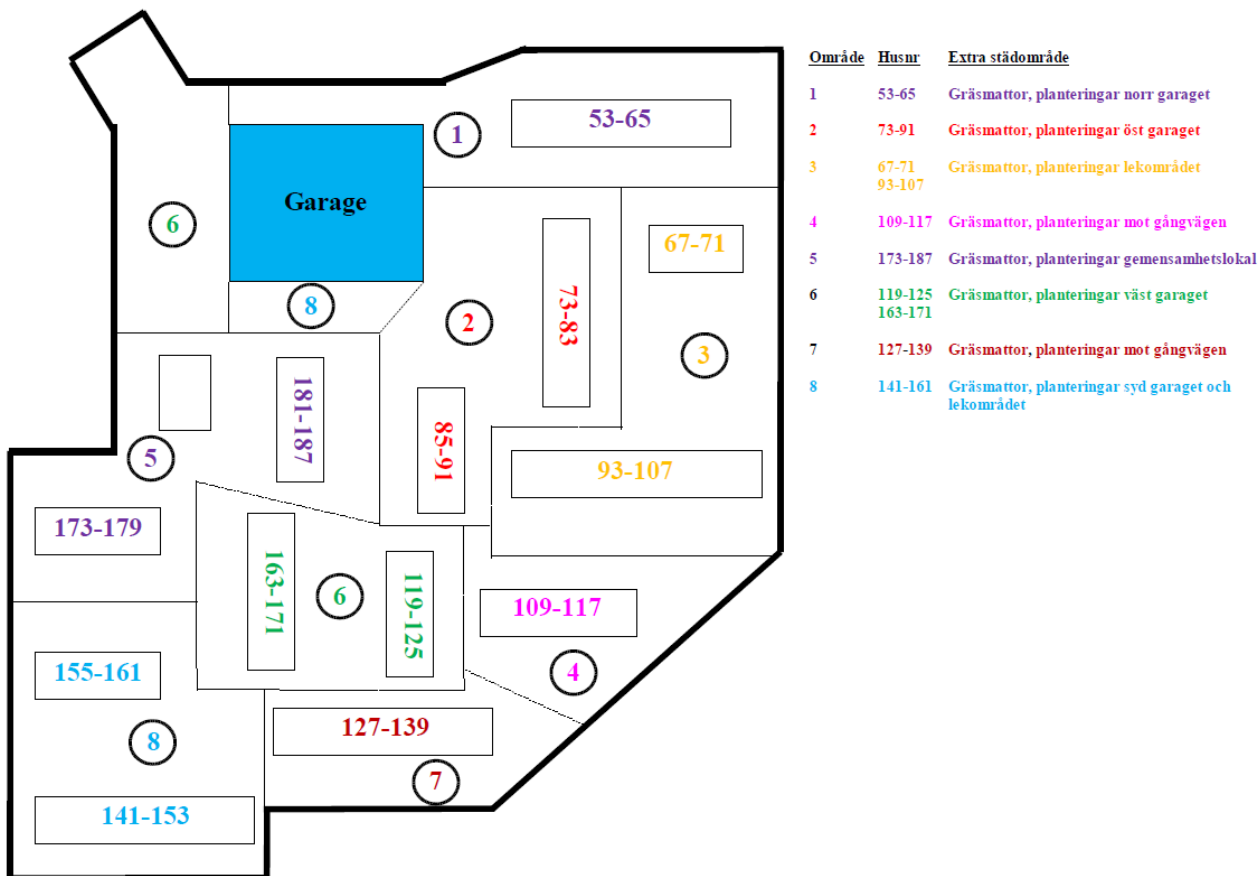 Område Husnr Extra städområde
1 53-65 Gräsmattor, planteringar norr garaget
2 73-91 Gräsmattor, planteringar öst garaget
3 67-71 Gräsmattor, planteringar lekområdet
93-107
4 109-117 Gräsmattor, planteringar mot gångvägen
5 173-187 Gräsmattor, planteringar gemensamhetslokal
6 119-125 Gräsmattor, planteringar väst garaget
163-171
7 127-139 Gräsmattor, planteringar mot gångvägen
8 141-161 Gräsmattor, planteringar syd garaget och
lekområdet
1
53-65
Garage
6
67-71
8
2
73-83
3
181-187
85-91
5
93-107
173-179
163-171
6
119-125
109-117
155-161
4
127-139
8
7
141-153